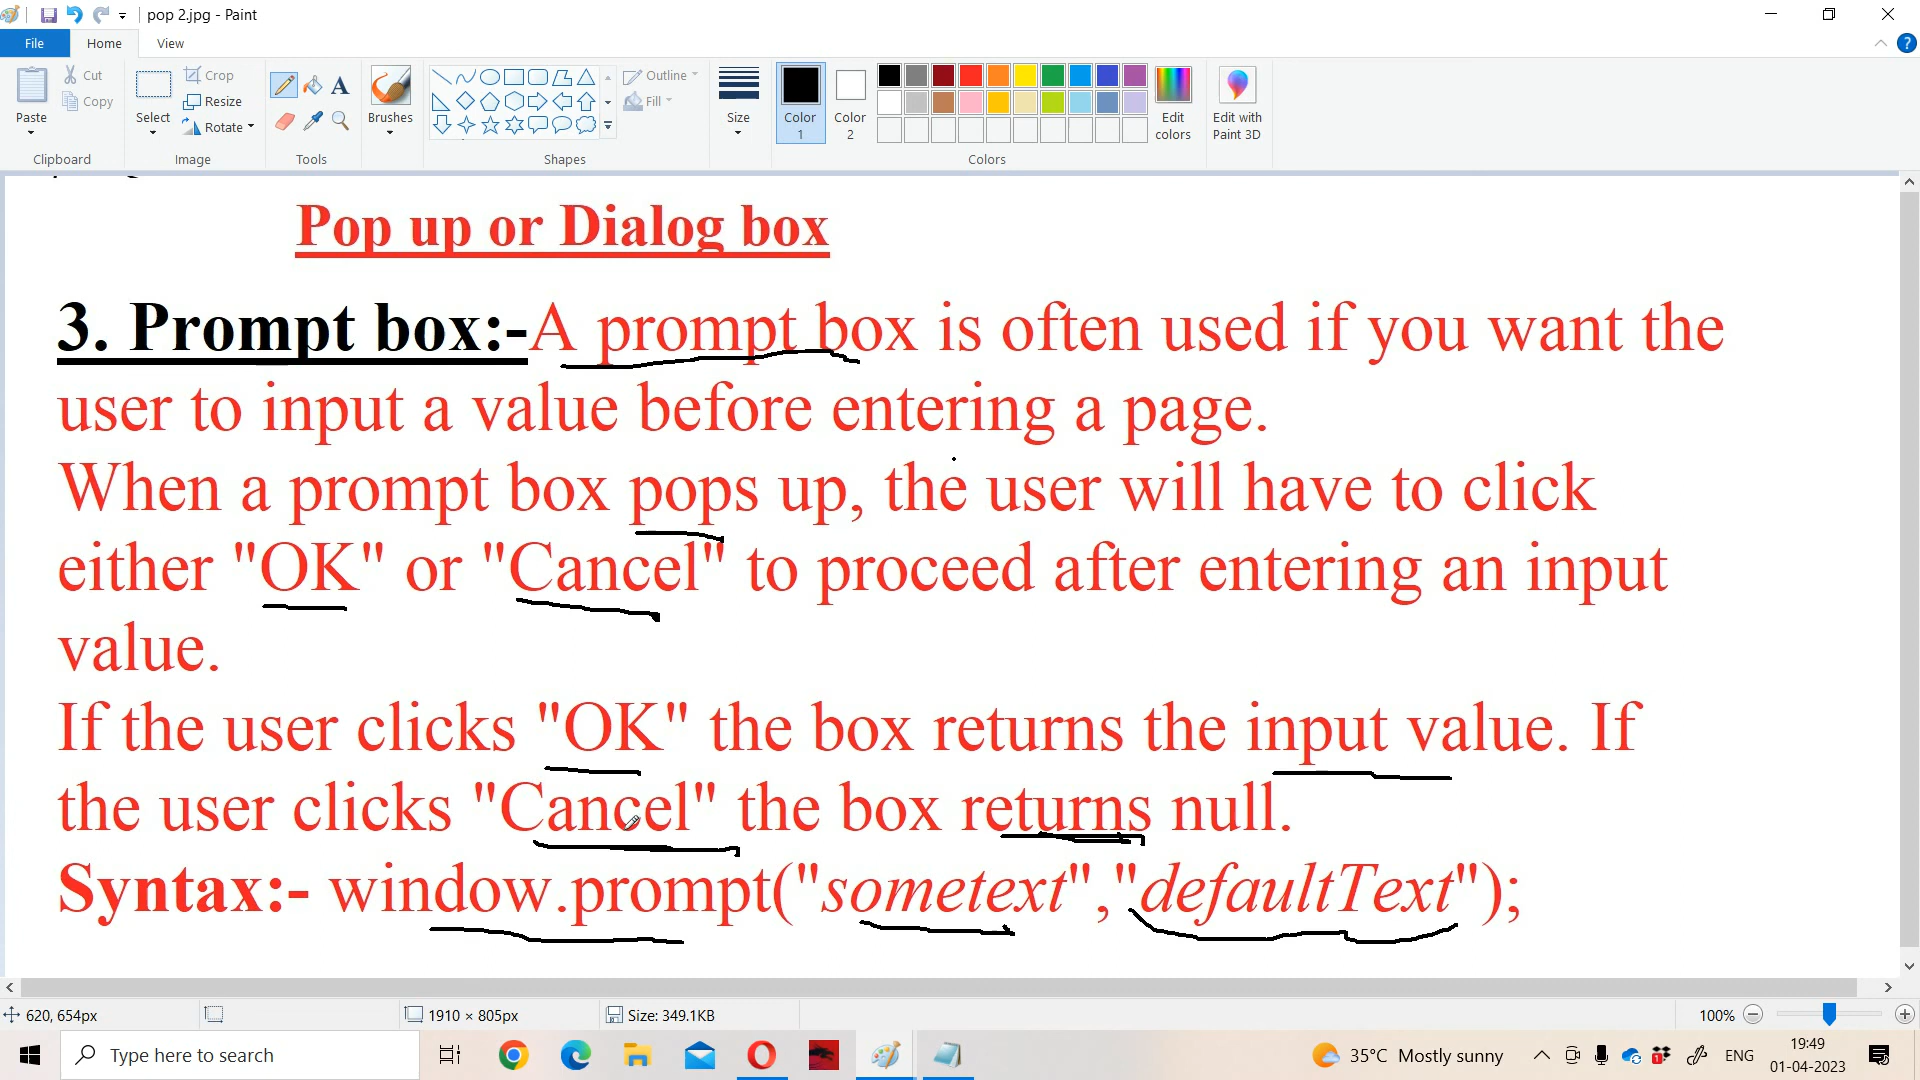 pop 2.jpg - Paint
File Home View
Paste
Cut
Copy
Clipboard
Select
Crop
Resize
Rotate
Image
A
Tools
Brushes
Shapes
Outline
Fill
Size
Color 1
Color 2
Edit colors
Colors
Edit with Paint 3D
Pop up or Dialog box
3. Prompt box:-A prompt box is often used if you want the
user to input a value before entering a page.
When a prompt box pops up, the user will have to click
either "OK" or "Cancel" to proceed after entering an input
value.
If the user clicks "OK" the box returns the input value. If
the user clicks "Cancel" the box returns null.
Syntax:- window.prompt("sometext","defaultText");
620, 654px
1910 × 805px
Size: 349.1KB
100%
Type here to search
35°C Mostly sunny
ENG
19:49
01-04-2023